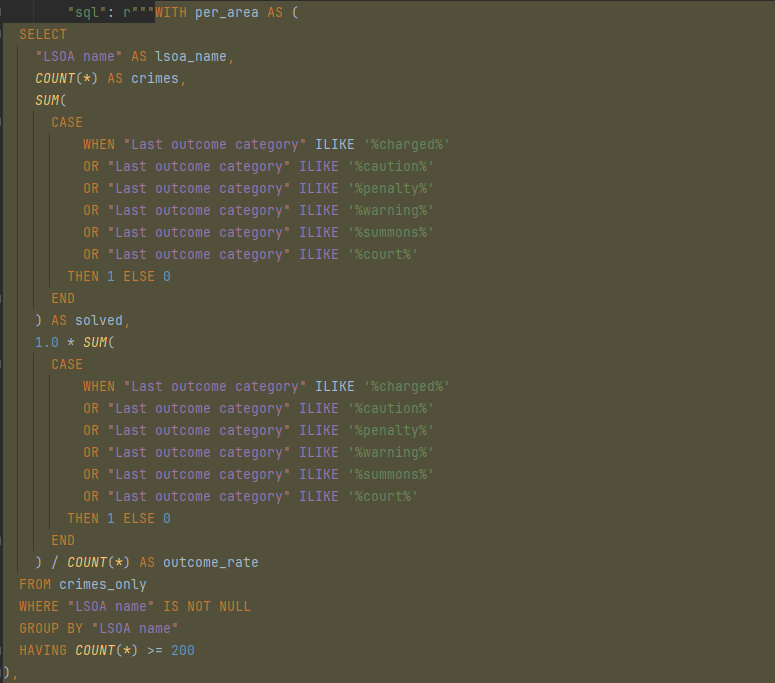 "sql": r"""WITH per_area AS (
SELECT
"LSOA name" AS lsoa_name,
COUNT(*) AS crimes,
SUM(
CASE
WHEN "Last outcome category" ILIKE '%charged%'
OR "Last outcome category" ILIKE '%caution%'
OR "Last outcome category" ILIKE '%penalty%'
OR "Last outcome category" ILIKE '%warning%'
OR "Last outcome category" ILIKE '%summons%'
OR "Last outcome category" ILIKE '%court%'
THEN 1 ELSE 0
END
) AS solved,
1.0 * SUM(
CASE
WHEN "Last outcome category" ILIKE '%charged%'
OR "Last outcome category" ILIKE '%caution%'
OR "Last outcome category" ILIKE '%penalty%'
OR "Last outcome category" ILIKE '%warning%'
OR "Last outcome category" ILIKE '%summons%'
OR "Last outcome category" ILIKE '%court%'
THEN 1 ELSE 0
END
) / COUNT(*) AS outcome_rate
FROM crimes_only
WHERE "LSOA name" IS NOT NULL
GROUP BY "LSOA name"
HAVING COUNT(*) >= 200
),